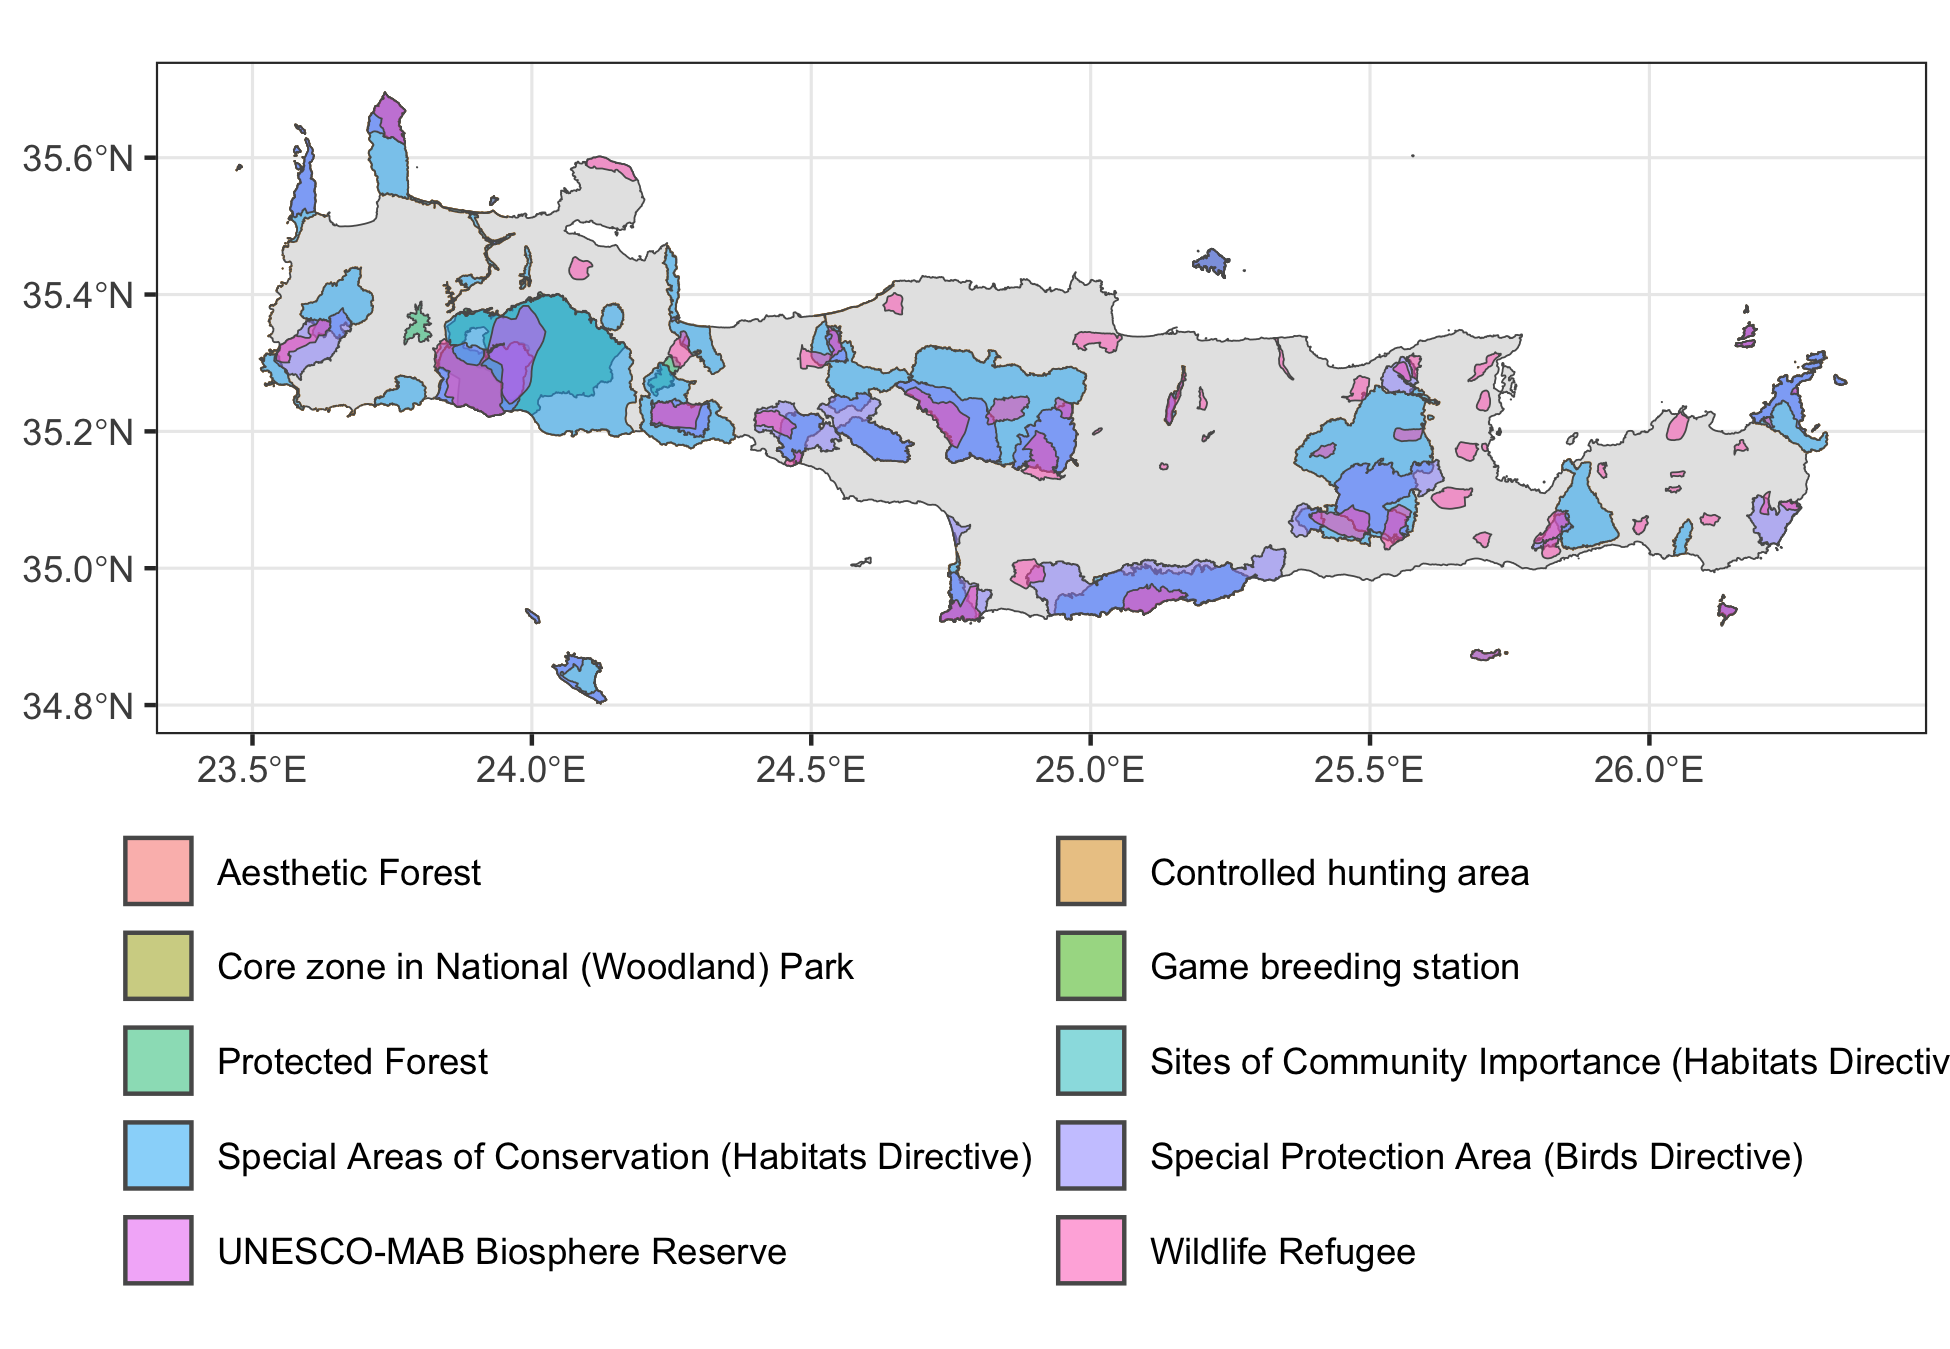 35.6°N
35.4°N
35.2°N
35.0°N
34.8°N
23.5°E 24.0°E 24.5°E 25.0°E 25.5°E 26.0°E
Aesthetic Forest
Controlled hunting area
Core zone in National (Woodland) Park
Game breeding station
Protected Forest
Sites of Community Importance (Habitats Directiv
Special Areas of Conservation (Habitats Directive)
Special Protection Area (Birds Directive)
UNESCO-MAB Biosphere Reserve
Wildlife Refugee